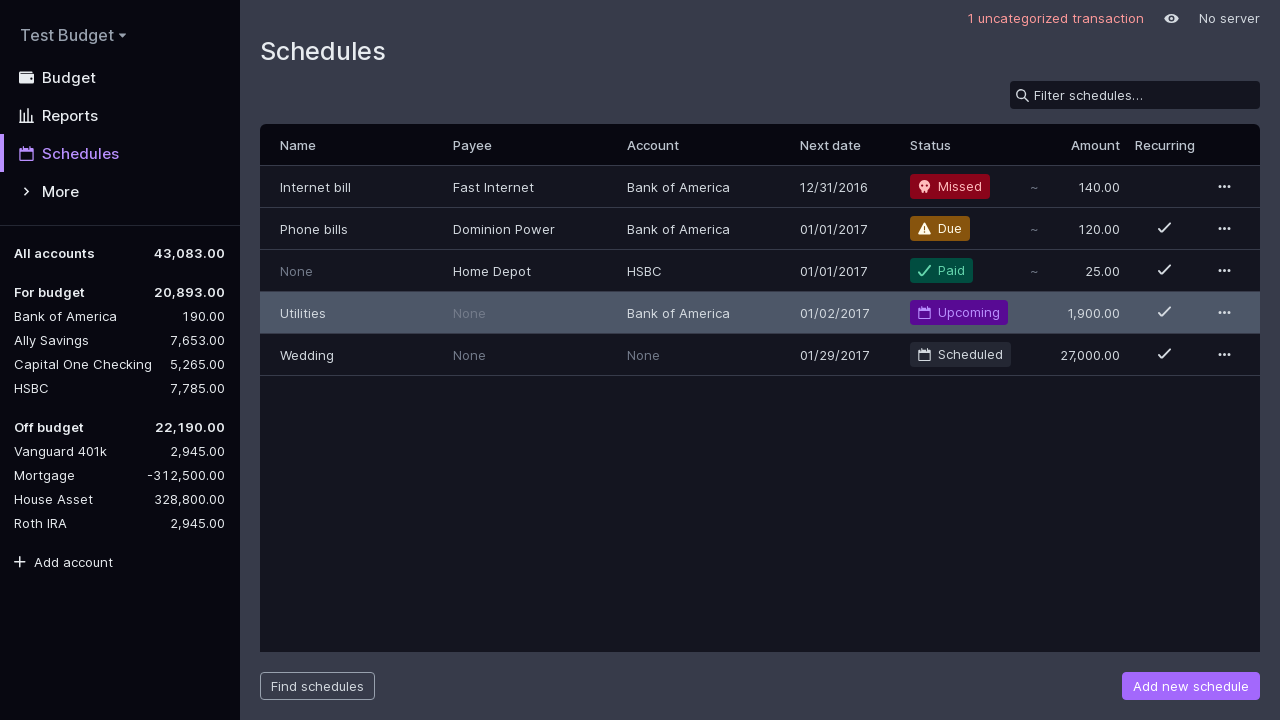 Test Budget
Budget
Reports
Schedules
More
All accounts 43,083.00
For budget 20,893.00
Bank of America 190.00
Ally Savings 7,653.00
Capital One Checking 5,265.00
HSBC 7,785.00
Off budget 22,190.00
Vanguard 401k 2,945.00
Mortgage -312,500.00
House Asset 328,800.00
Roth IRA 2,945.00
Add account
1 uncategorized transaction No server
Schedules
Filter schedules...
Name Payee Account Next date Status Amount Recurring
Internet bill Fast Internet Bank of America 12/31/2016 Missed ~ 140.00
Phone bills Dominion Power Bank of America 01/01/2017 Due ~ 120.00
None Home Depot HSBC 01/01/2017 Paid ~ 25.00
Utilities None Bank of America 01/02/2017 Upcoming 1,900.00
Wedding None None 01/29/2017 Scheduled 27,000.00
Find schedules Add new schedule